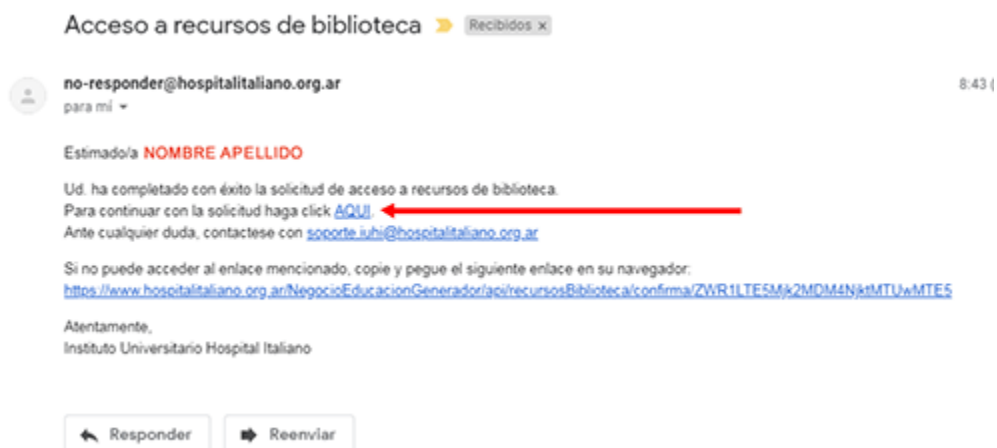 Acceso a recursos de biblioteca Recibidos ×
no-responder@hospitalitaliano.org.ar 8:43 (
para mí
Estimado/a NOMBRE APELLIDO
Ud. ha completado con éxito la solicitud de acceso a recursos de biblioteca.
Para continuar con la solicitud haga click AQUI.
Ante cualquier duda, contactese con soporte.iuhi@hospitalitaliano.org.ar
Si no puede acceder al enlace mencionado, copie y pegue el siguiente enlace en su navegador:
https://www.hospitalitaliano.org.ar/NegocioEducacionGenerador/api/recursosBiblioteca/confirma/ZWR1LTE5Mjk2MDM4NjktMTUwMTE5
Atentamente,
Instituto Universitario Hospital Italiano
Responder Reenviar